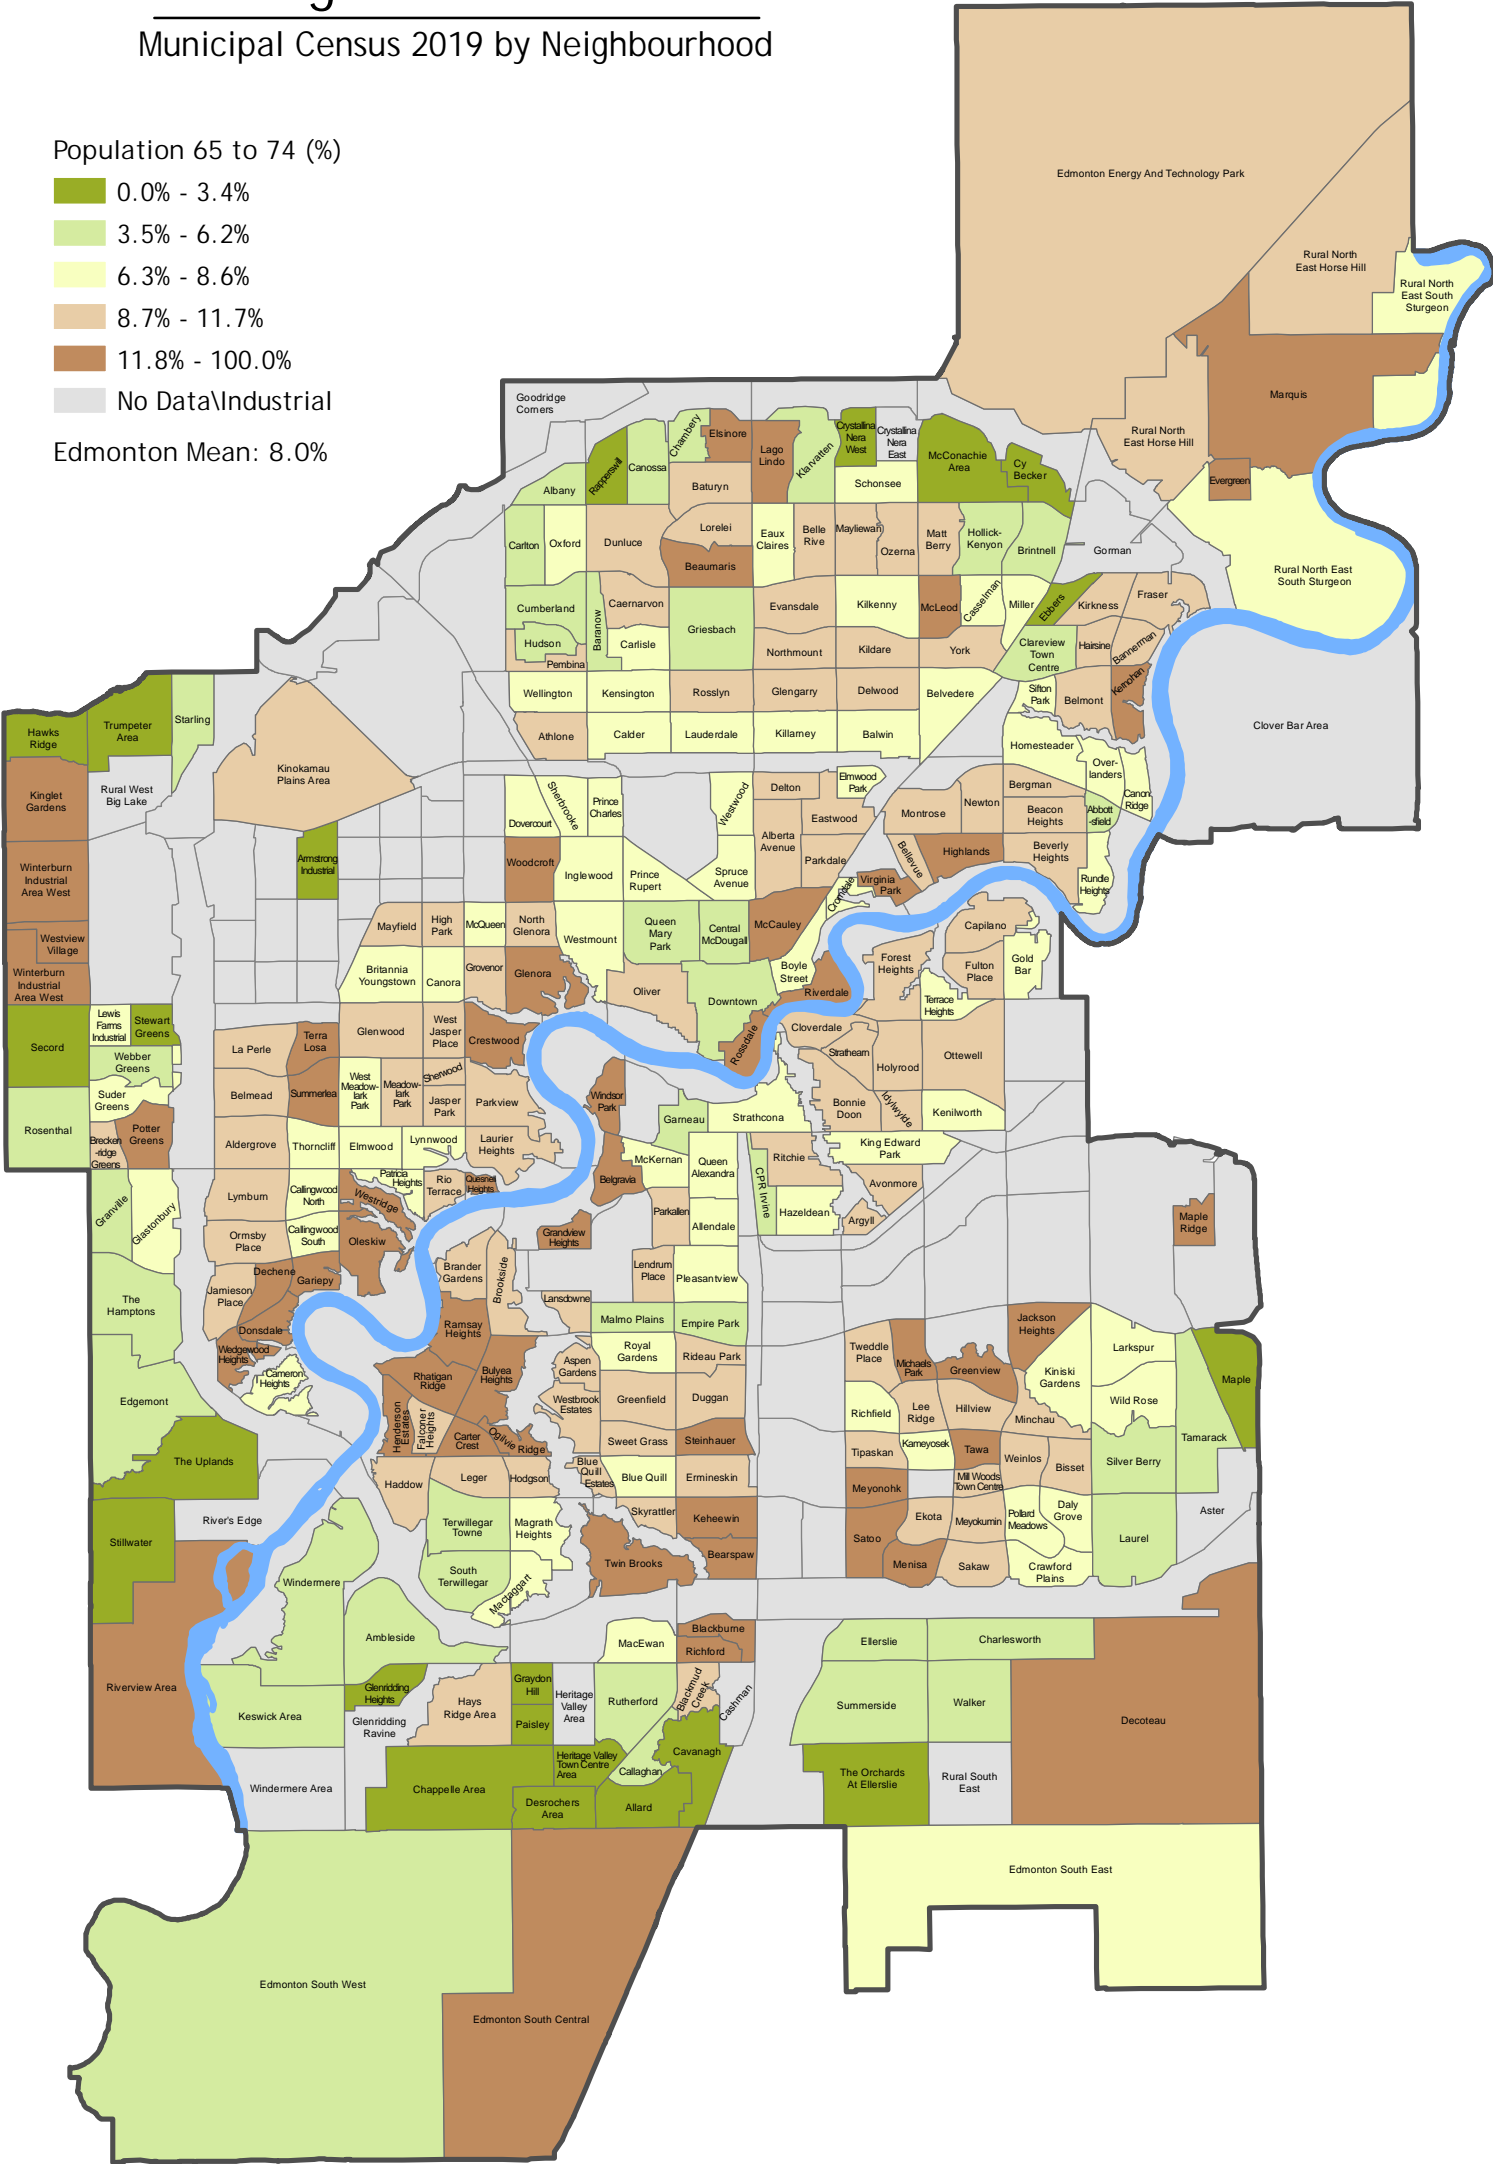 Municipal Census 2019 by Neighbourhood
Population 65 to 74 (%)
0.0% - 3.4%
3.5% - 6.2%
6.3% - 8.6%
8.7% - 11.7%
11.8% - 100.0%
No Data\Industrial
Edmonton Mean: 8.0%
Edmonton Energy And Technology Park
Rural North
East Horse Hill
Rural North
East South
Sturgeon
Marquis
Rural North
East Horse Hill
Evergreen
Rural North East
South Sturgeon
Goodridge
Corners
Chambery
Elsinore
Lago
Lindo
Klarvatten
Crystallina
Nera
West
Crystallina
Nera
East
McConachie
Area
Cy
Becker
Rapperswill
Canossa
Albany
Baturyn
Schonsee
Carlton
Oxford
Dunluce
Lorelei
Beaumaris
Eaux
Claires
Belle
Rive
Mayliewan
Ozerna
Matt
Berry
Hollick-
Kenyon
Brintnell
Gorman
Cumberland
Hudson
Pembina
Baranow
Caernarvon
Carlisle
Griesbach
Evansdale
Northmount
Kilkenny
Kildare
McLeod
York
Casselman
Miller
Ebbers
Kirkness
Fraser
Clareview
Town
Centre
Hairsine
Bannerman
Kernohan
Wellington
Kensington
Rosslyn
Glengarry
Delwood
Belvedere
Sifton
Park
Belmont
Athlone
Calder
Lauderdale
Killarney
Balwin
Homesteader
Over-
landers
Canon
Ridge
Clover Bar Area
Hawks
Ridge
Trumpeter
Area
Starling
Kinglet
Gardens
Rural West
Big Lake
Kinokamau
Plains Area
Winterburn
Industrial
Area West
Westview
Village
Winterburn
Industrial
Area West
Armstrong
Industrial
Dovercourt
Sherbrooke
Prince
Charles
Westwood
Delton
Elmwood
Park
Eastwood
Alberta
Avenue
Parkdale
Montrose
Newton
Bergman
Beacon
Heights
Abbott
-sfield
Bellevue
Highlands
Beverly
Heights
Rundle
Heights
Virginia
Park
Cromdale
Woodcroft
Inglewood
Prince
Rupert
Spruce
Avenue
Mayfield
High
Park
McQueen
North
Glenora
Westmount
Queen
Mary
Park
Central
McDougall
McCauley
Boyle
Street
Britannia
Youngstown
Canora
Grovenor
Glenora
Oliver
Downtown
Riverdale
Rossdale
Forest
Heights
Capilano
Fulton
Place
Gold
Bar
Terrace
Heights
Secord
Lewis
Farms
Industrial
Stewart
Greens
Webber
Greens
Suder
Greens
Rosenthal
Brecken
-ridge
Greens
Potter
Greens
La Perle
Terra
Losa
Glenwood
West
Jasper
Place
Crestwood
Belmead
Summerlea
West
Meadow-
lark
Park
Meadow-
lark
Park
Sherwood
Jasper
Park
Parkview
Aldergrove
Thorncliff
Elmwood
Lynnwood
Laurier
Heights
Windsor
Park
Garneau
Strathcona
Cloverdale
Strathearn
Holyrood
Ottewell
Bonnie
Doon
Idylwylde
Kenilworth
King Edward
Park
Belgravia
McKernan
Queen
Alexandra
CPR Irvine
Ritchie
Hazeldean
Avonmore
Argyll
Parkallen
Allendale
Granville
Glastonbury
Lymburn
Callingwood
North
Callingwood
South
Patricia
Heights
Westridge
Rio
Terrace
Quesnell
Heights
Ormsby
Place
Oleskiw
Gariepy
Dechene
Jamieson
Place
Donsdale
Wedgewood
Heights
Cameron
Heights
The
Hamptons
Edgemont
The Uplands
Stillwater
River's Edge
Riverview Area
Grandview
Heights
Brander
Gardens
Brookside
Lansdowne
Lendrum
Place
Pleasantview
Malmo Plains
Empire Park
Ramsay
Heights
Bulyea
Heights
Rhatigan
Ridge
Henderson
Estates
Falconer
Heights
Carter
Crest
Ogilvie Ridge
Royal
Gardens
Rideau Park
Aspen
Gardens
Westbrook
Estates
Greenfield
Duggan
Sweet Grass
Steinhauer
Haddow
Leger
Hodgson
Blue
Quill
Estates
Blue Quill
Ermineskin
Skyrattler
Keheewin
Bearspaw
Twin Brooks
Terwillegar
Towne
Magrath
Heights
South
Terwillegar
Mactaggart
Windermere
Ambleside
Keswick Area
Glenridding
Heights
Glenridding
Ravine
Windermere Area
Hays
Ridge Area
Graydon
Hill
Paisley
Heritage
Valley
Area
Rutherford
MacEwan
Blackburne
Richford
Blackmud
Creek
Cashman
Cavanagh
Callaghan
Heritage Valley
Town Centre
Area
Chappelle Area
Desrochers
Area
Allard
Maple
Ridge
Tweddle
Place
Michaels
Park
Greenview
Jackson
Heights
Kiniski
Gardens
Larkspur
Wild Rose
Maple
Tamarack
Richfield
Lee
Ridge
Hillview
Minchau
Tipaskan
Kameyosek
Tawa
Weinlos
Bisset
Silver Berry
Meyonohk
Mill Woods
Town Centre
Satoo
Ekota
Meyokumin
Pollard
Meadows
Daly
Grove
Laurel
Aster
Menisa
Sakaw
Crawford
Plains
Ellerslie
Charlesworth
Summerside
Walker
Decoteau
The Orchards
At Ellerslie
Rural South
East
Edmonton South East
Edmonton South West
Edmonton South Central